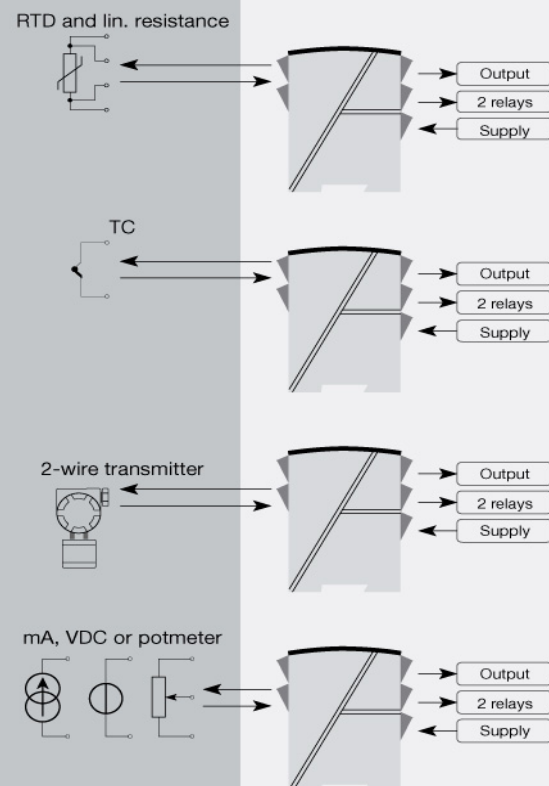 RTD and lin. resistance
Output
2 relays
Supply
TC
Output
2 relays
Supply
2-wire transmitter
Output
2 relays
Supply
mA, VDC or potmeter
Output
2 relays
Supply